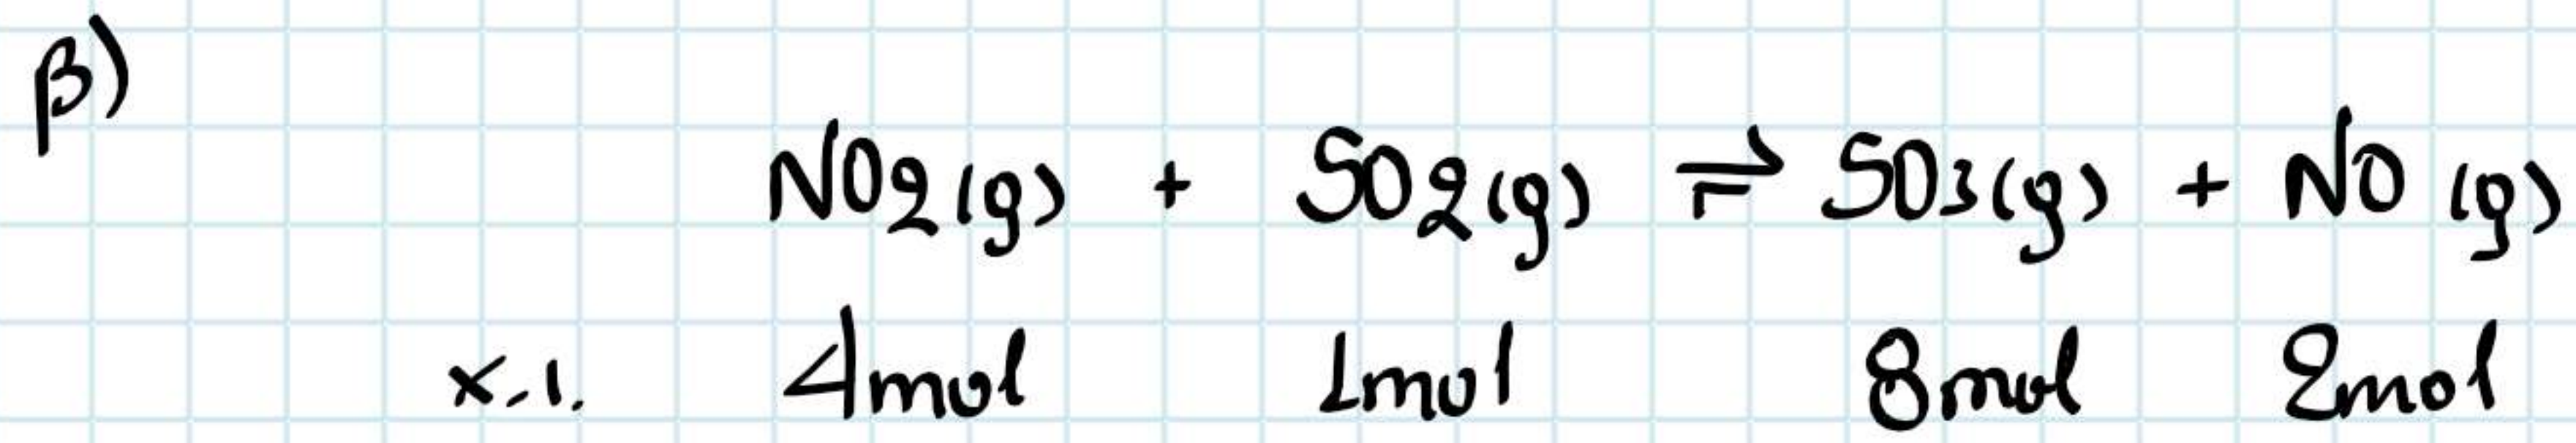 β)
NO2(g) + SO2(g) ⇌ SO3(g) + NO (g)
x.ι. 4mol 1mol 8mol 2mol